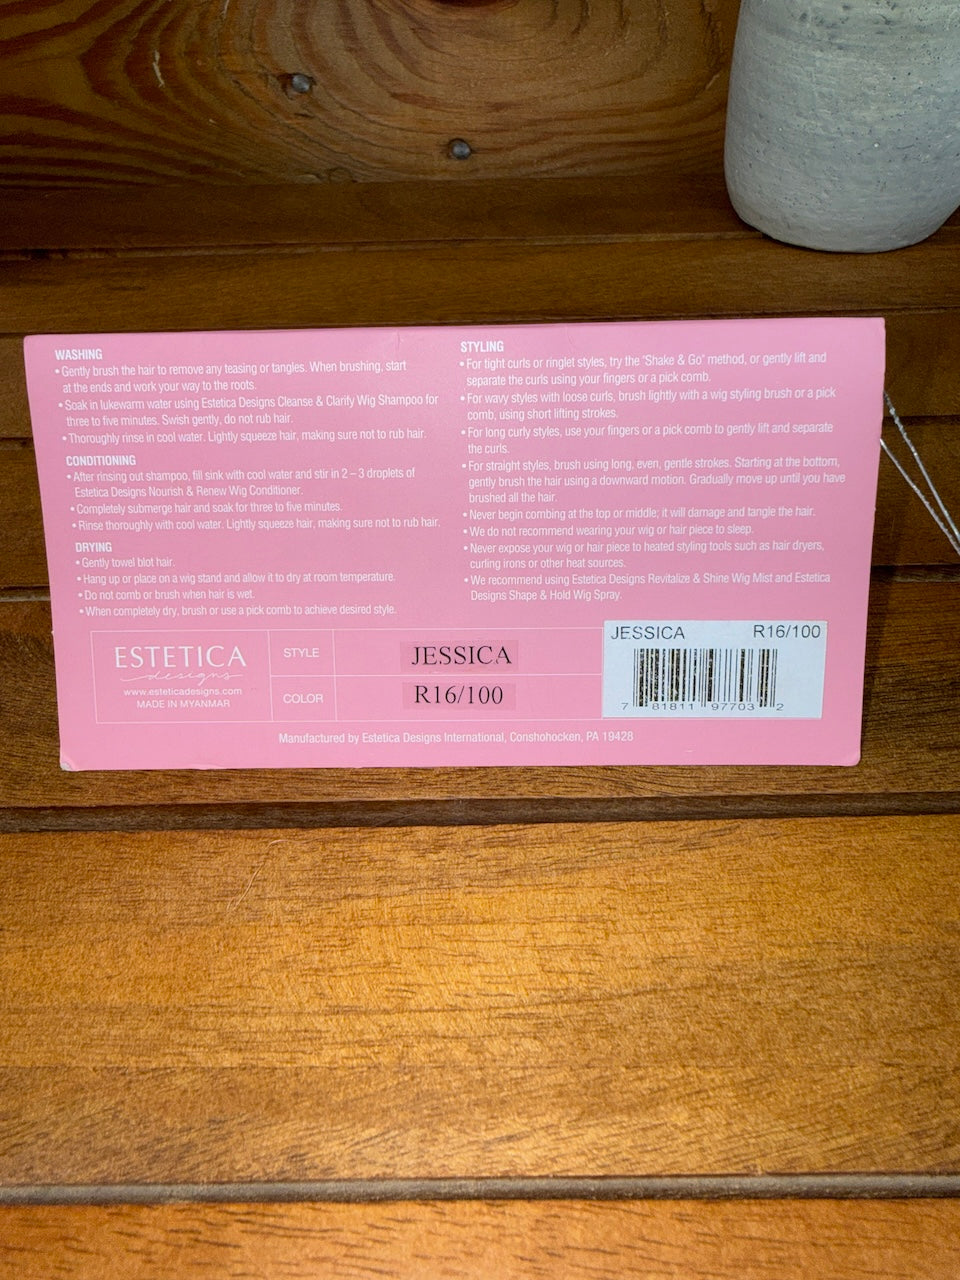 WASHING
• Gently brush the hair to remove any teasing or tangles. When brushing, start
at the ends and work your way to the roots.
• Soak in lukewarm water using Estetica Designs Cleanse & Clarify Wig Shampoo for
three to five minutes. Swish gently, do not rub hair.
• Thoroughly rinse in cool water. Lightly squeeze hair, making sure not to rub hair.
CONDITIONING
• After rinsing out shampoo, fill sink with cool water and stir in 2 – 3 droplets of
Estetica Designs Nourish & Renew Wig Conditioner.
• Completely submerge hair and soak for three to five minutes.
• Rinse thoroughly with cool water. Lightly squeeze hair, making sure not to rub hair.
DRYING
• Gently towel blot hair.
• Hang up or place on a wig stand and allow it to dry at room temperature.
• Do not comb or brush when hair is wet.
• When completely dry, brush or use a pick comb to achieve desired style.
STYLING
• For tight curls or ringlet styles, try the "Shake & Go" method, or gently lift and
separate the curls using your fingers or a pick comb.
• For wavy styles with loose curls, brush lightly with a wig styling brush or a pick
comb, using short lifting strokes.
• For long curly styles, use your fingers or a pick comb to gently lift and separate
the curls.
• For straight styles, brush using long, even, gentle strokes. Starting at the bottom,
gently brush the hair using a downward motion. Gradually move up until you have
brushed all the hair.
• Never begin combing at the top or middle; it will damage and tangle the hair.
• We do not recommend wearing your wig or hair piece to sleep.
• Never expose your wig or hair piece to heated styling tools such as hair dryers,
curling irons or other heat sources.
• We recommend using Estetica Designs Revitalize & Shine Wig Mist and Estetica
Designs Shape & Hold Wig Spray.
ESTETICA
designs
www.esteticadesigns.com
MADE IN MYANMAR
STYLE JESSICA
COLOR R16/100
JESSICA R16/100
7 81811 97703 2
Manufactured by Estetica Designs International, Conshohocken, PA 19428